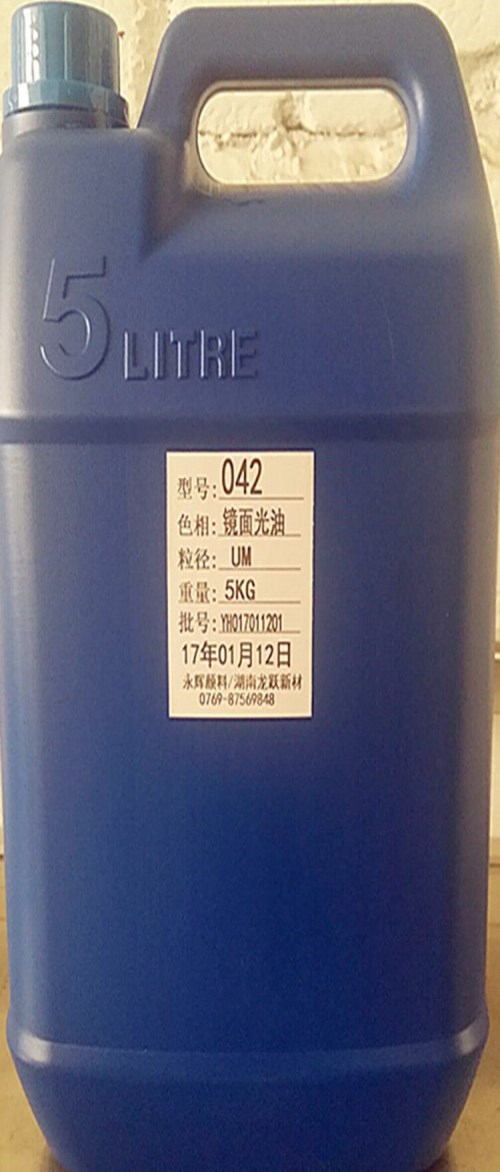 5 LITRE
型号:042
色相:镜面光油
粒径: UM
重量: 5KG
批号:YH017011201
17年01月12日
永辉颜料/湖南龙跃新材
0769-87569848